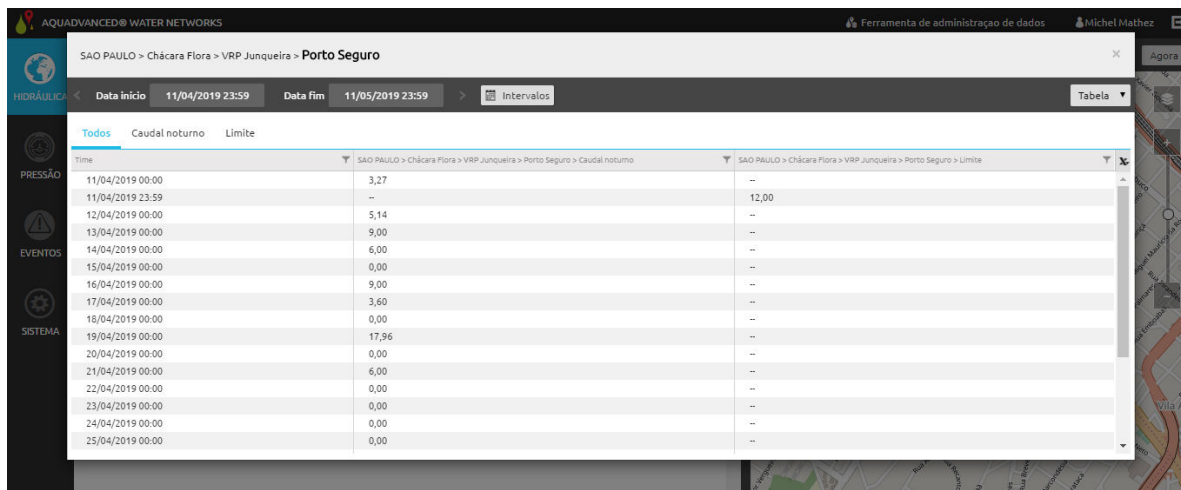 AQUADVANCED® WATER NETWORKS
Ferramenta de administraçao de dados
Michel Mathez
SAO PAULO > Chácara Flora > VRP Junqueira > Porto Seguro
×
Agora
HIDRÁULICA
< Data início 11/04/2019 23:59 Data fim 11/05/2019 23:59 > Intervalos
Tabela
Todos Caudal noturno Limite
PRESSÃO
EVENTOS
SISTEMA
Time SAO PAULO > Chácara Flora > VRP Junqueira > Porto Seguro > Caudal noturno SAO PAULO > Chácara Flora > VRP Junqueira > Porto Seguro > Limite
11/04/2019 00:00 3,27 --
11/04/2019 23:59 -- 12,00
12/04/2019 00:00 5,14 --
13/04/2019 00:00 9,00 --
14/04/2019 00:00 6,00 --
15/04/2019 00:00 0,00 --
16/04/2019 00:00 9,00 --
17/04/2019 00:00 3,60 --
18/04/2019 00:00 0,00 --
19/04/2019 00:00 17,96 --
20/04/2019 00:00 0,00 --
21/04/2019 00:00 6,00 --
22/04/2019 00:00 0,00 --
23/04/2019 00:00 0,00 --
24/04/2019 00:00 0,00 --
25/04/2019 00:00 0,00 --
Vila